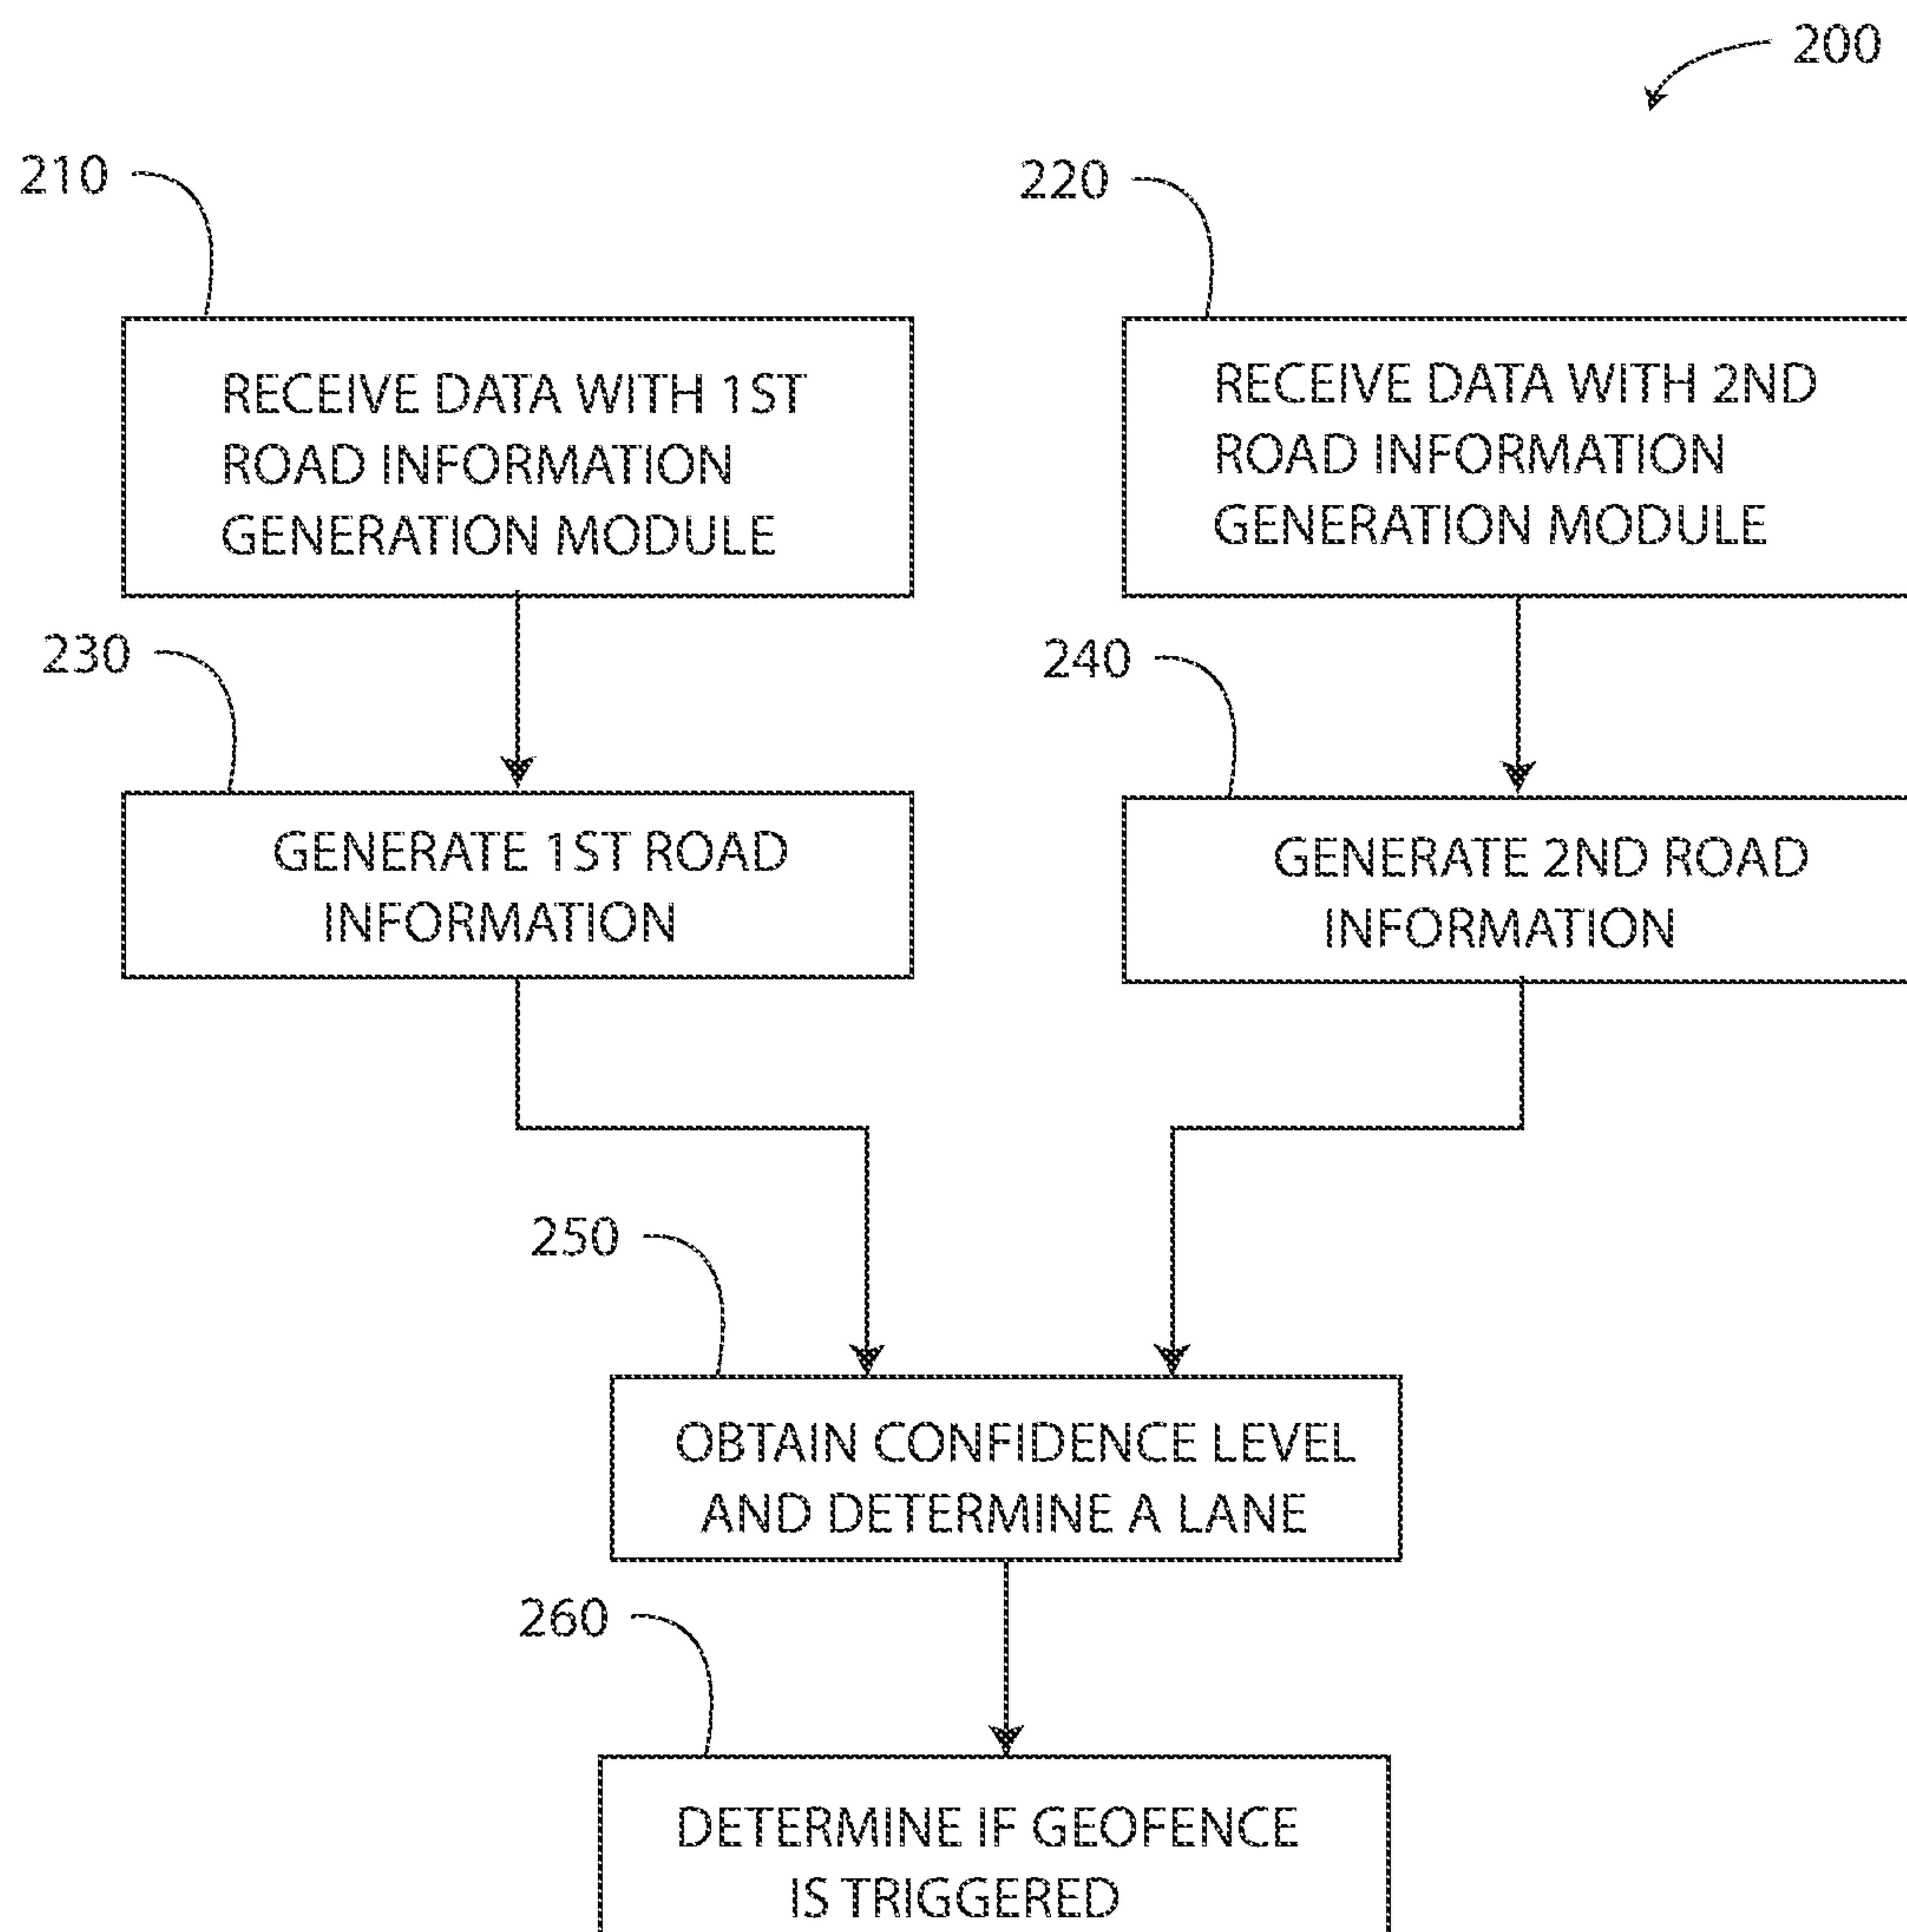 200
210
220
RECEIVE DATA WITH 1ST
ROAD INFORMATION
GENERATION MODULE
RECEIVE DATA WITH 2ND
ROAD INFORMATION
GENERATION MODULE
230
240
GENERATE 1ST ROAD
INFORMATION
GENERATE 2ND ROAD
INFORMATION
250
OBTAIN CONFIDENCE LEVEL
AND DETERMINE A LANE
260
DETERMINE IF GEOFENCE
IS TRIGGERED